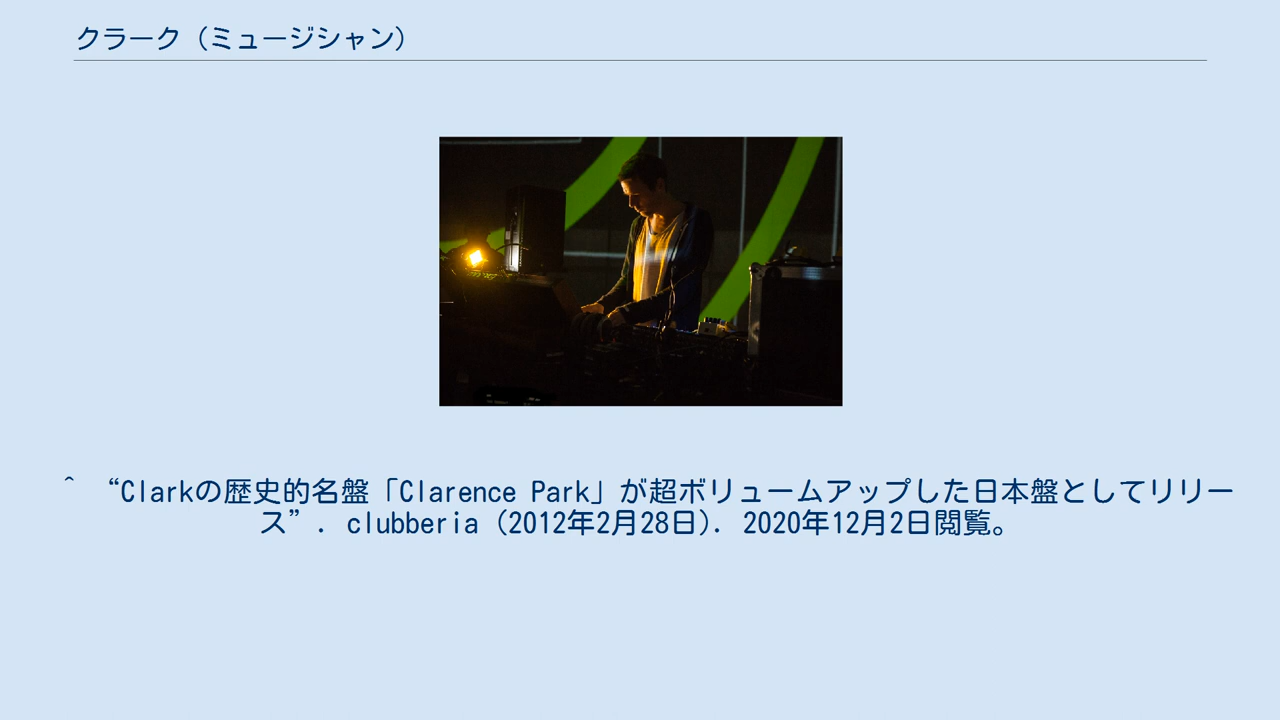 クラーク（ミュージシャン）
^ “Clarkの歴史的名盤「Clarence Park」が超ボリュームアップした日本盤としてリリー
ス”. clubberia (2012年2月28日). 2020年12月2日閲覧。